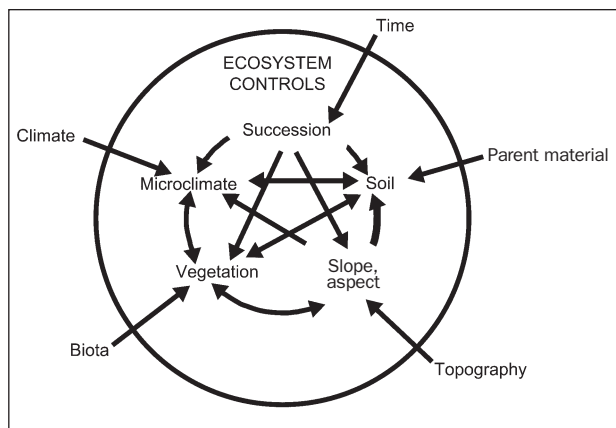 Time
ECOSYSTEM
CONTROLS
Succession
Climate
Parent material
Microclimate
Soil
Vegetation
Slope,
aspect
Biota
Topography